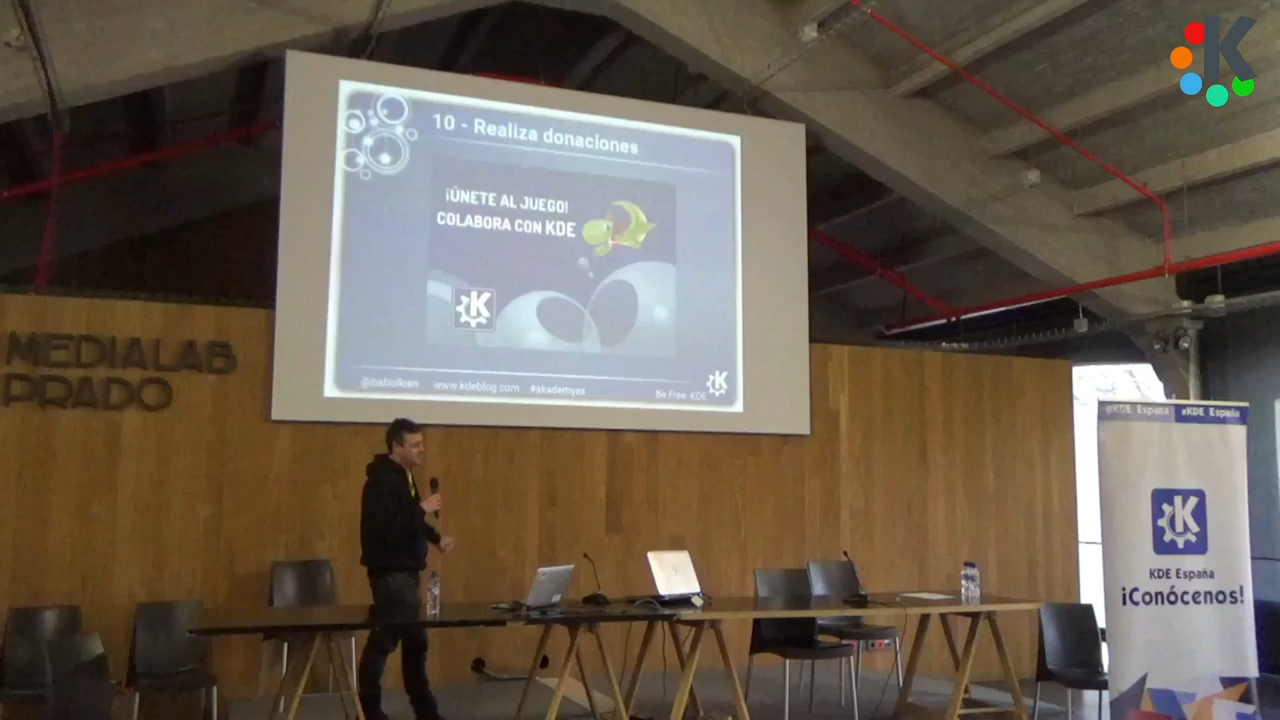 10 - Realiza donaciones
¡ÚNETE AL JUEGO!
COLABORA CON KDE
K
@baholloen www.kdeblog.com #akademyes
Be Free KDE
K
MEDIALAB
PRADO
K
@KDE España #KDE España
K
KDE España
¡Conócenos!